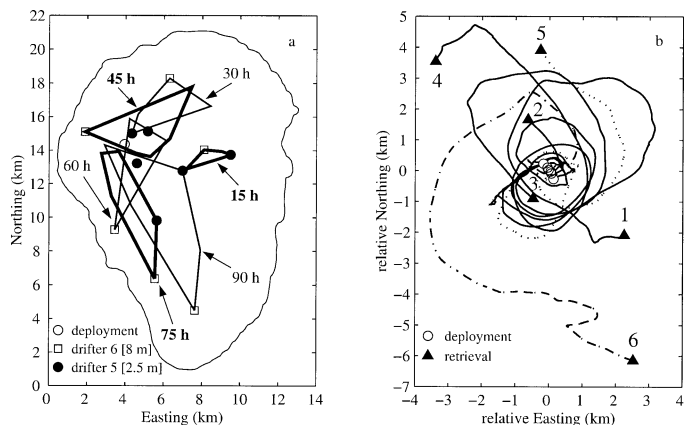 22
20
18
16
14
12
10
8
6
4
2
0
Northing (km)
0 2 4 6 8 10 12 14
Easting (km)
a
45 h
30 h
60 h
15 h
90 h
75 h
deployment
drifter 6 [8 m]
drifter 5 [2.5 m]
5
4
3
2
1
0
-1
-2
-3
-4
-5
-6
-7
relative Northing (km)
-4 -3 -2 -1 0 1 2 3 4
relative Easting (km)
b
5
4
2
3
1
6
deployment
retrieval